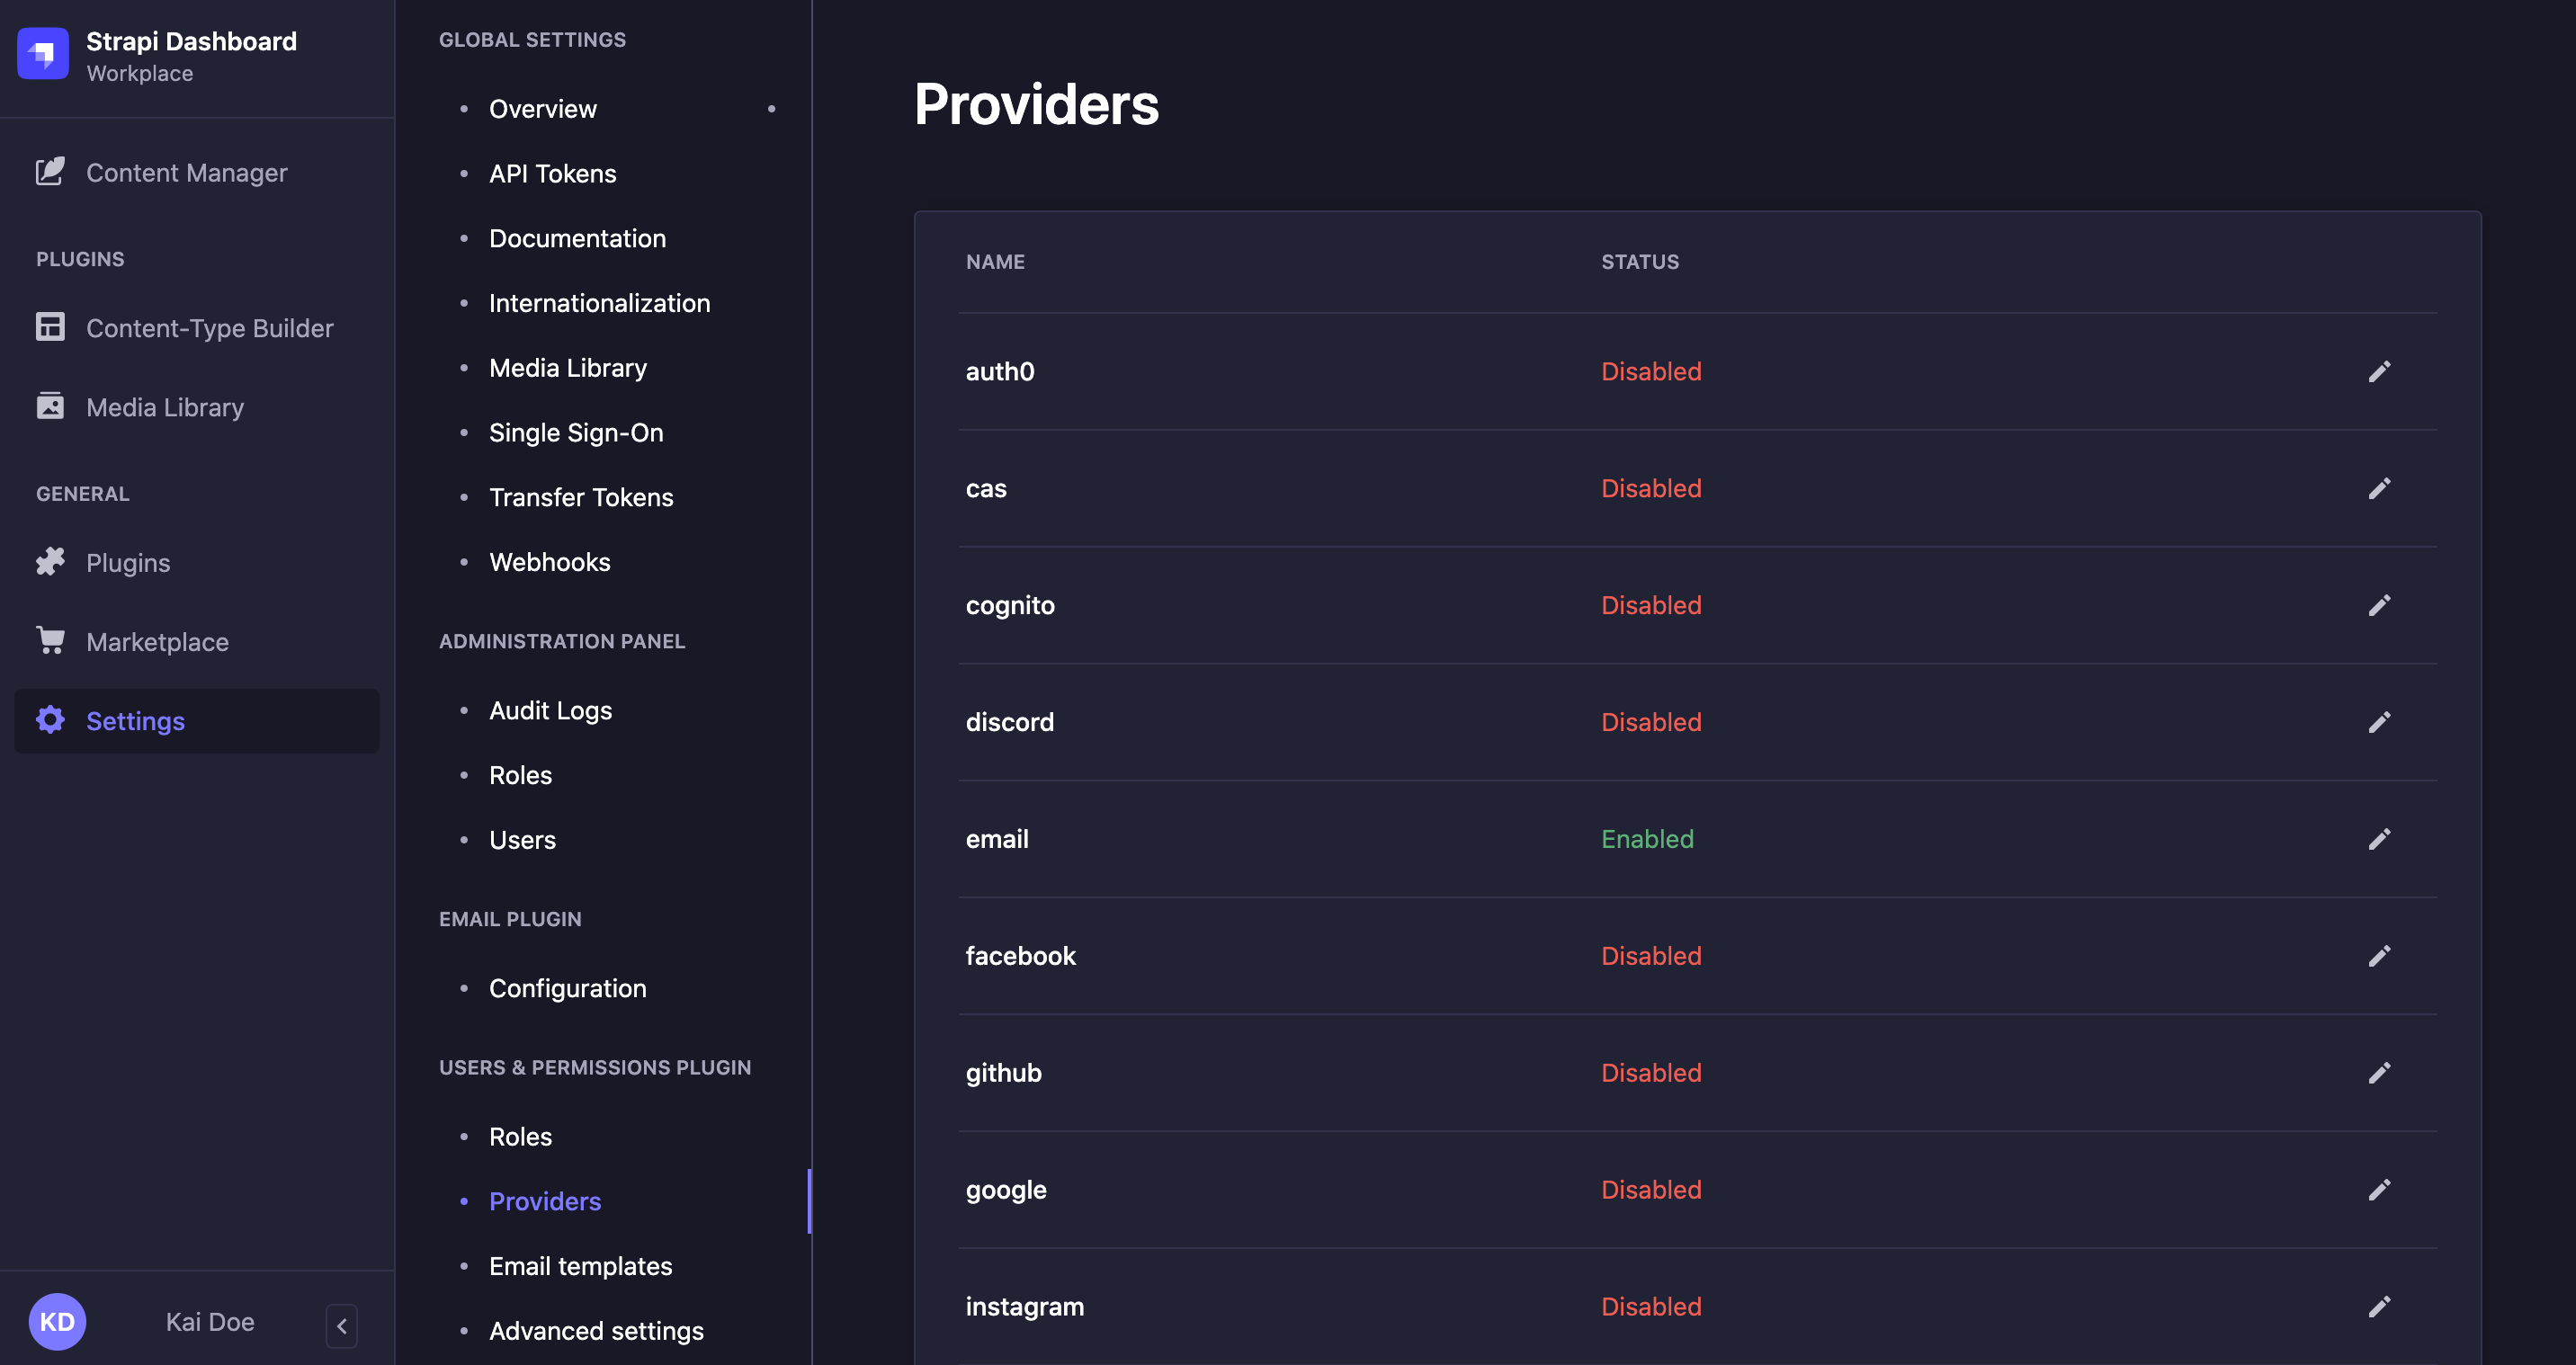 Strapi Dashboard
Workplace
Content Manager
PLUGINS
Content-Type Builder
Media Library
GENERAL
Plugins
Marketplace
Settings
KD
Kai Doe
GLOBAL SETTINGS
Overview
API Tokens
Documentation
Internationalization
Media Library
Single Sign-On
Transfer Tokens
Webhooks
ADMINISTRATION PANEL
Audit Logs
Roles
Users
EMAIL PLUGIN
Configuration
USERS & PERMISSIONS PLUGIN
Roles
Providers
Email templates
Advanced settings
Providers
NAME STATUS
auth0 Disabled
cas Disabled
cognito Disabled
discord Disabled
email Enabled
facebook Disabled
github Disabled
google Disabled
instagram Disabled